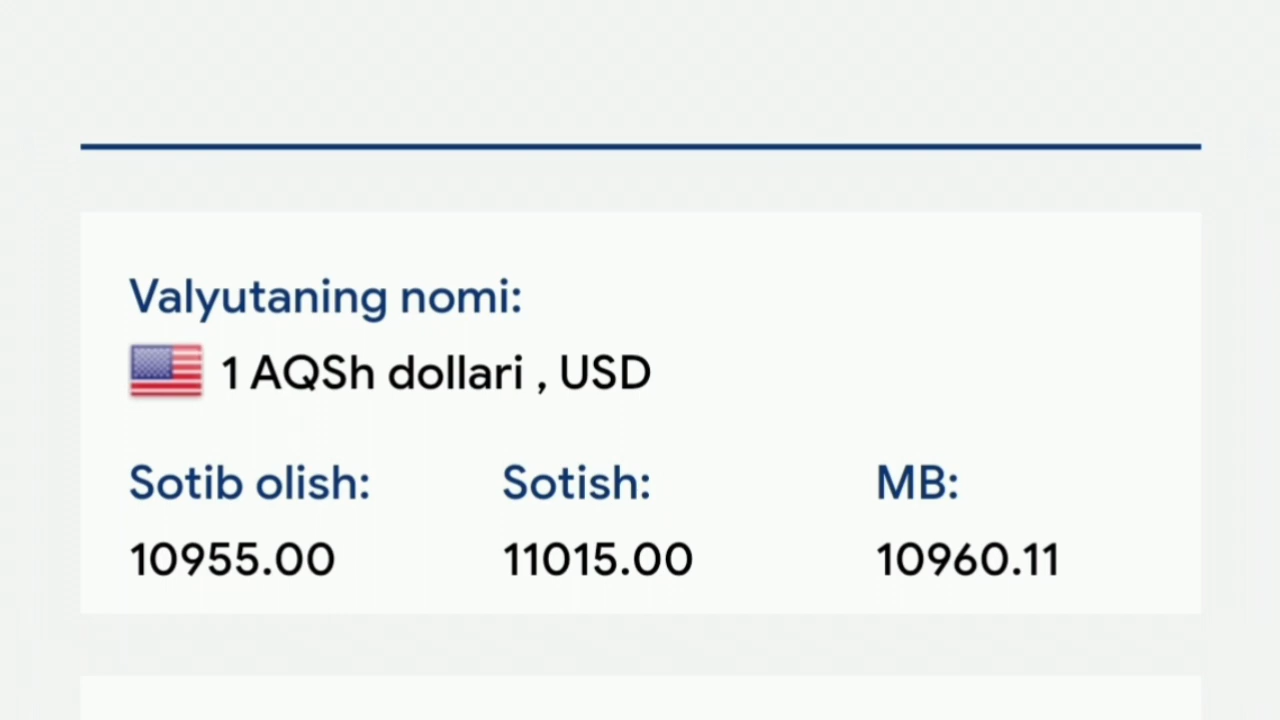 Valyutaning nomi:
1 AQSh dollari , USD
Sotib olish: Sotish: MB:
10955.00 11015.00 10960.11